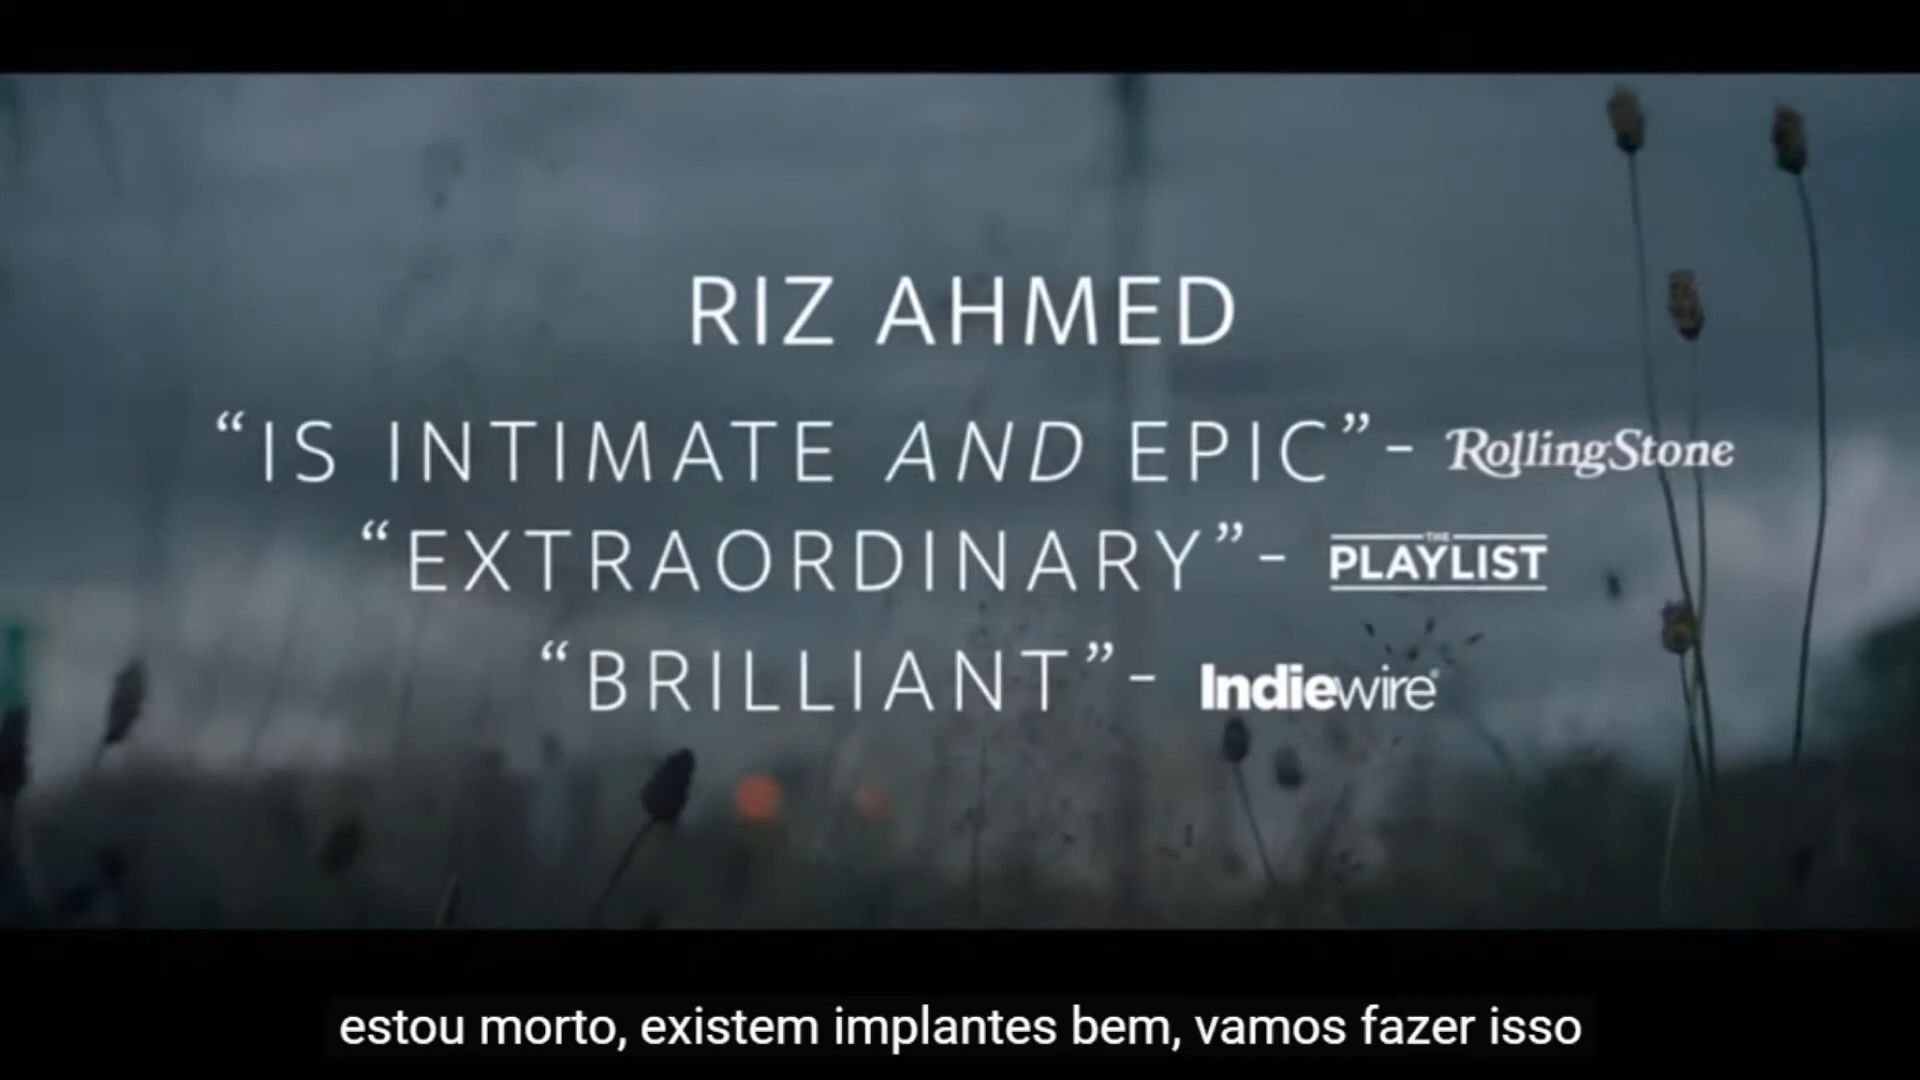 RIZ AHMED
“IS INTIMATE AND EPIC” - RollingStone
“EXTRAORDINARY” - THE PLAYLIST
“BRILLIANT” - Indiewire
estou morto, existem implantes bem, vamos fazer isso